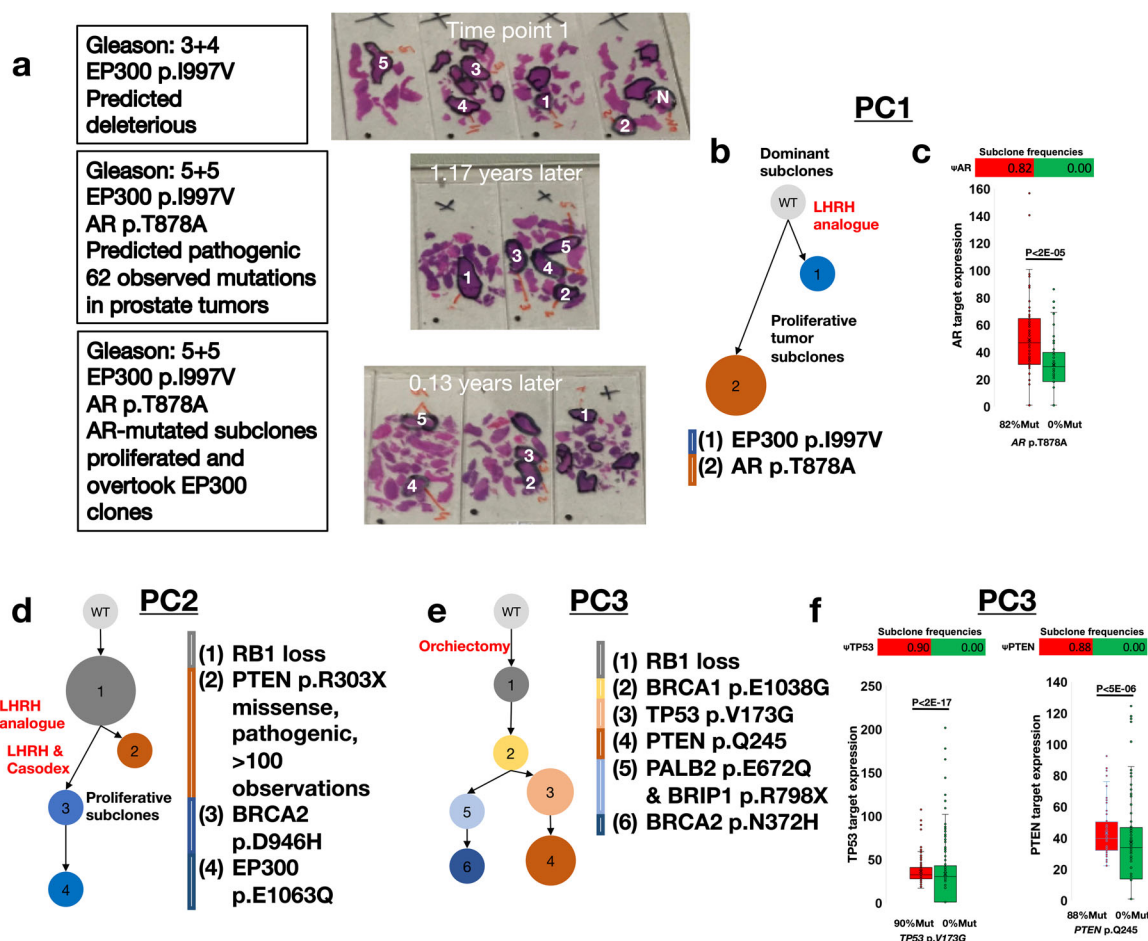 a
Gleason: 3+4
EP300 p.I997V
Predicted
deleterious
Time point 1
5
3
4
1
N
2
Gleason: 5+5
EP300 p.I997V
AR p.T878A
Predicted pathogenic
62 observed mutations
in prostate tumors
1.17 years later
1
3
5
4
2
Gleason: 5+5
EP300 p.I997V
AR p.T878A
AR-mutated subclones
proliferated and
overtook EP300
clones
0.13 years later
5
4
3
2
1
PC1
b
Dominant
subclones
WT
LHRH
analogue
1
Proliferative
tumor
subclones
2
(1) EP300 p.I997V
(2) AR p.T878A
c
Subclone frequencies
ΨAR 0.82 0.00
AR target expression
160
140
120
100
80
60
40
20
0
P<2E-05
82%Mut 0%Mut
AR p.T878A
d
PC2
WT
1
LHRH
analogue
LHRH &
Casodex
2
3
Proliferative
subclones
4
(1) RB1 loss
(2) PTEN p.R303X
missense,
pathogenic,
>100
observations
(3) BRCA2
p.D946H
(4) EP300
p.E1063Q
e
PC3
WT
Orchiectomy
1
2
5
3
6
4
(1) RB1 loss
(2) BRCA1 p.E1038G
(3) TP53 p.V173G
(4) PTEN p.Q245
(5) PALB2 p.E672Q
& BRIP1 p.R798X
(6) BRCA2 p.N372H
f
PC3
Subclone frequencies
ΨTP53 0.90 0.00
TP53 target expression
250
200
150
100
50
0
P<2E-17
90%Mut 0%Mut
TP53 p.V173G
Subclone frequencies
ΨPTEN 0.88 0.00
PTEN target expression
140
120
100
80
60
40
20
0
P<5E-06
88%Mut 0%Mut
PTEN p.Q245